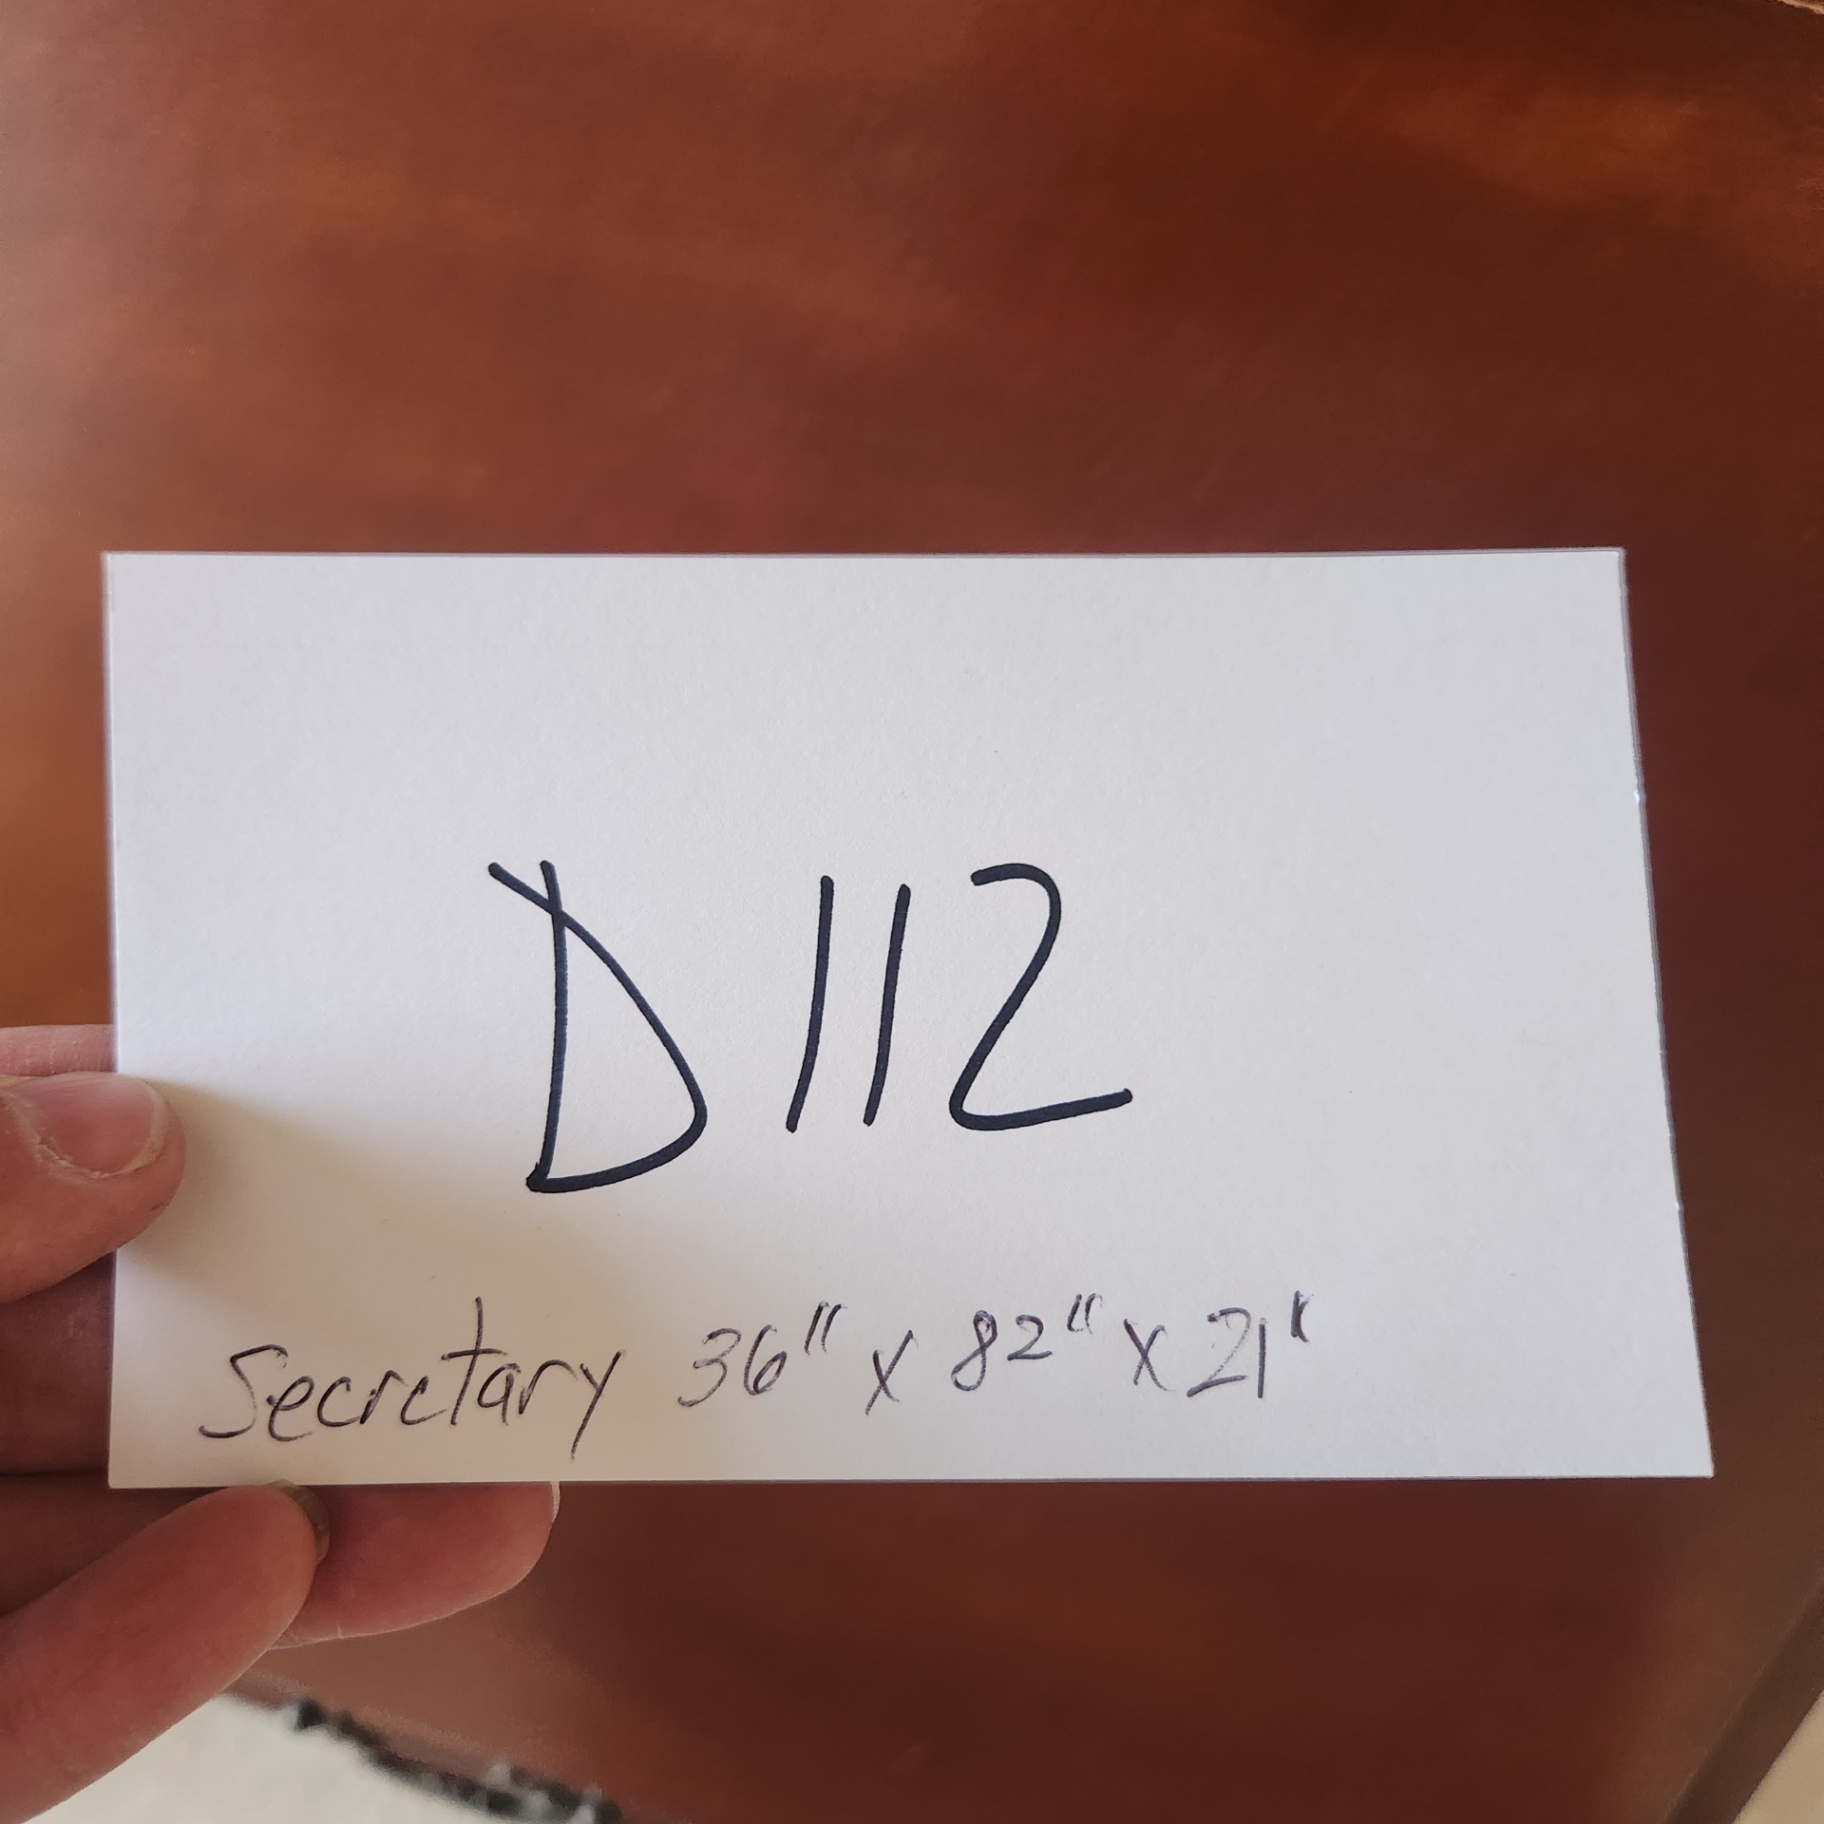 D112
Secretary 36" x 82" x 21"